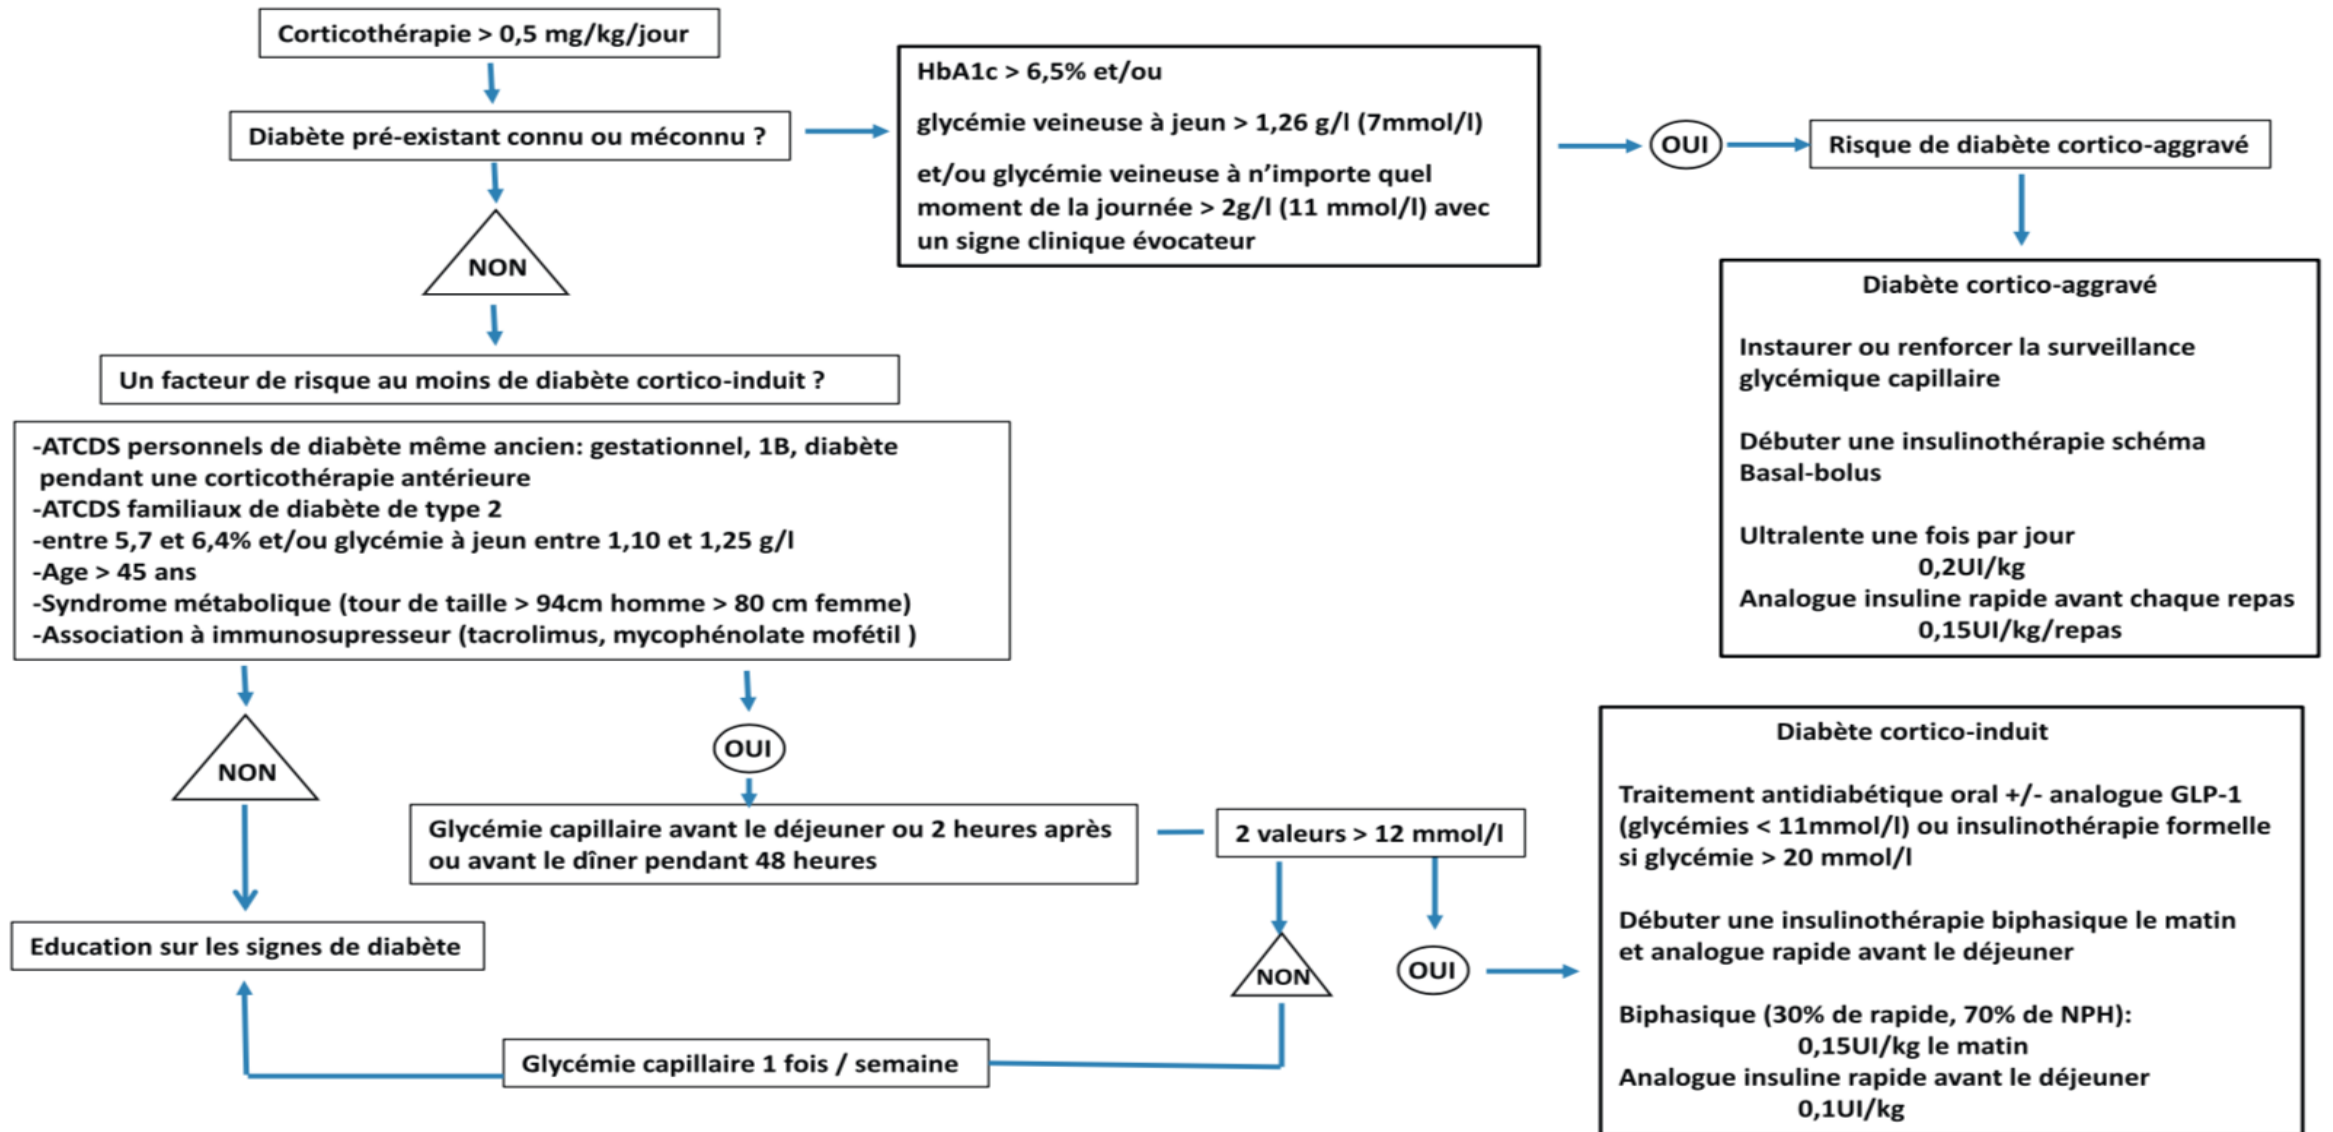 Corticothérapie > 0,5 mg/kg/jour
Diabète pré-existant connu ou méconnu ?
HbA1c > 6,5% et/ou
glycémie veineuse à jeun > 1,26 g/l (7mmol/l)
et/ou glycémie veineuse à n'importe quel
moment de la journée > 2g/l (11 mmol/l) avec
un signe clinique évocateur
OUI
Risque de diabète cortico-aggravé
Diabète cortico-aggravé
Instaurer ou renforcer la surveillance
glycémique capillaire
Débuter une insulinothérapie schéma
Basal-bolus
Ultralente une fois par jour
0,2UI/kg
Analogue insuline rapide avant chaque repas
0,15UI/kg/repas
NON
Un facteur de risque au moins de diabète cortico-induit ?
-ATCDS personnels de diabète même ancien: gestationnel, 1B, diabète
pendant une corticothérapie antérieure
-ATCDS familiaux de diabète de type 2
-entre 5,7 et 6,4% et/ou glycémie à jeun entre 1,10 et 1,25 g/l
-Age > 45 ans
-Syndrome métabolique (tour de taille > 94cm homme > 80 cm femme)
-Association à immunosupresseur (tacrolimus, mycophénolate mofétil )
NON
OUI
Glycémie capillaire avant le déjeuner ou 2 heures après
ou avant le dîner pendant 48 heures
2 valeurs > 12 mmol/l
NON
OUI
Education sur les signes de diabète
Glycémie capillaire 1 fois / semaine
Diabète cortico-induit
Traitement antidiabétique oral +/- analogue GLP-1
(glycémies < 11mmol/l) ou insulinothérapie formelle
si glycémie > 20 mmol/l
Débuter une insulinothérapie biphasique le matin
et analogue rapide avant le déjeuner
Biphasique (30% de rapide, 70% de NPH):
0,15UI/kg le matin
Analogue insuline rapide avant le déjeuner
0,1UI/kg